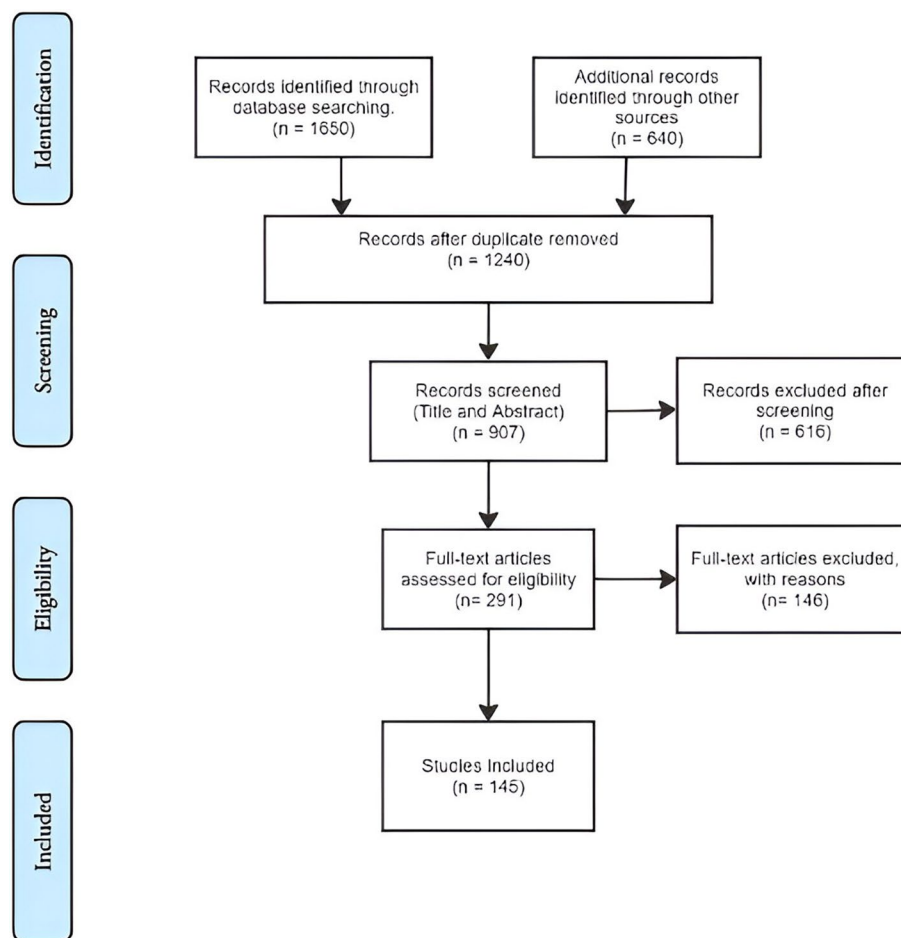 Identification
Records identified through
database searching.
(n = 1650)
Additional records
identified through other
sources
(n = 640)
Records after duplicate removed
(n = 1240)
Screening
Records screened
(Title and Abstract)
(n = 907)
Records excluded after
screening
(n = 616)
Eligibility
Full-text articles
assessed for eligibility
(n= 291)
Full-text articles excluded,
with reasons
(n= 146)
Included
Studies Included
(n = 145)